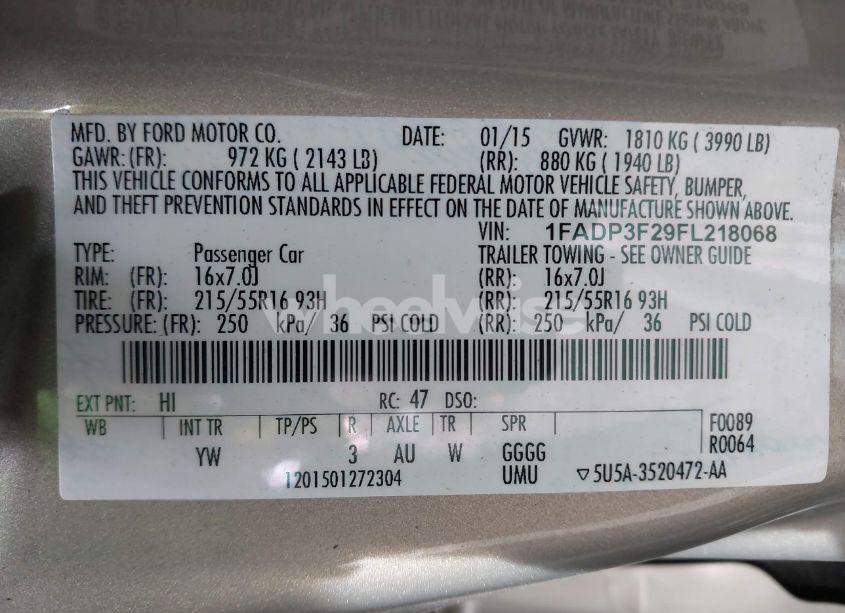 MFD. BY FORD MOTOR CO. DATE: 01/15 GVWR: 1810 KG ( 3990 LB)
GAWR: (FR): 972 KG ( 2143 LB) (RR): 880 KG ( 1940 LB)
THIS VEHICLE CONFORMS TO ALL APPLICABLE FEDERAL MOTOR VEHICLE SAFETY, BUMPER,
AND THEFT PREVENTION STANDARDS IN EFFECT ON THE DATE OF MANUFACTURE SHOWN ABOVE.
VIN: 1FADP3F29FL218068
TYPE: Passenger Car TRAILER TOWING - SEE OWNER GUIDE
RIM: (FR): 16x7.0J (RR): 16x7.0J
TIRE: (FR): 215/55R16 93H (RR): 215/55R16 93H
wheelwise
PRESSURE: (FR): 250 kPa/ 36 PSI COLD (RR): 250 kPa/ 36 PSI COLD
EXT PNT: HI RC: 47 DSO:
WB INT TR TP/PS R AXLE TR SPR F0089
YW 3 AU W GGGG R0064
1201501272304 UMU ▽5U5A-3520472-AA